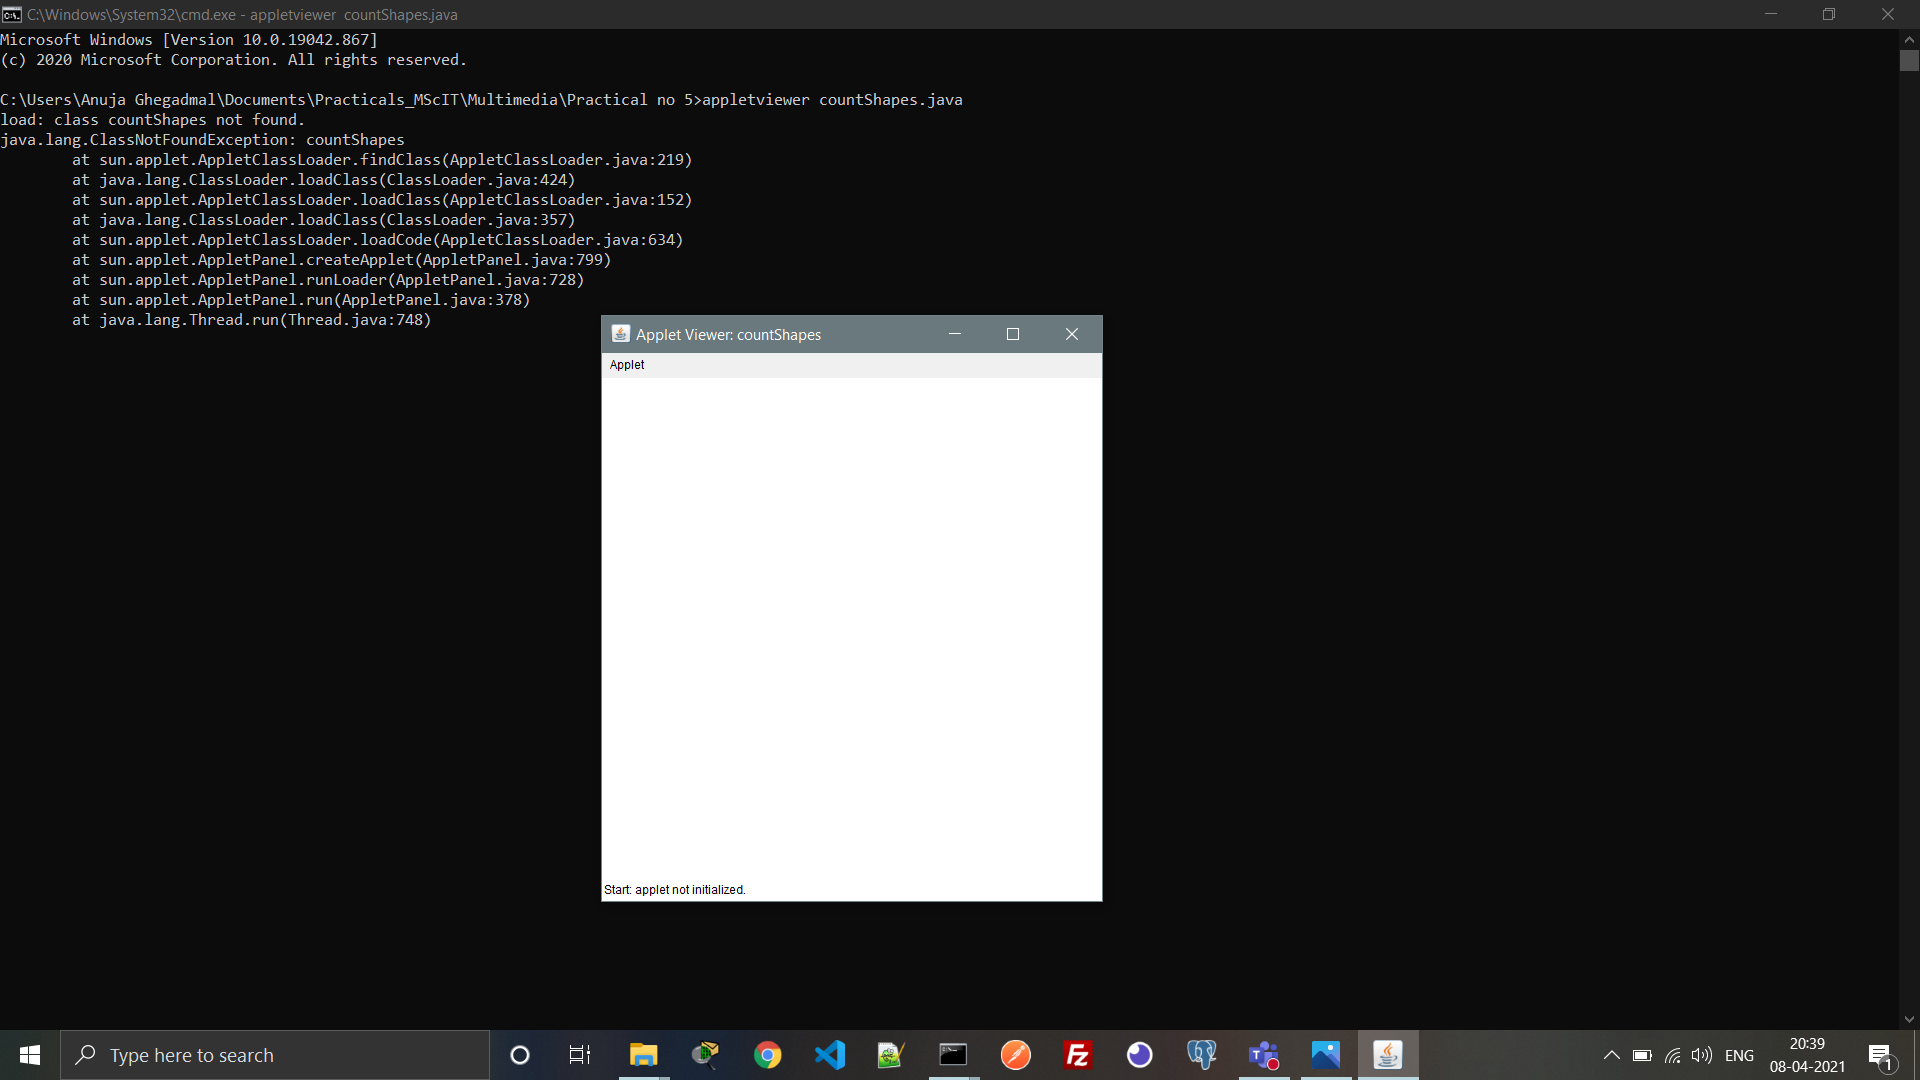 C:\Windows\System32\cmd.exe - appletviewer  countShapes.java
Microsoft Windows [Version 10.0.19042.867]
(c) 2020 Microsoft Corporation. All rights reserved.
C:\Users\Anuja Ghegadmal\Documents\Practicals_MScIT\Multimedia\Practical no 5>appletviewer countShapes.java
load: class countShapes not found.
java.lang.ClassNotFoundException: countShapes
at sun.applet.AppletClassLoader.findClass(AppletClassLoader.java:219)
at java.lang.ClassLoader.loadClass(ClassLoader.java:424)
at sun.applet.AppletClassLoader.loadClass(AppletClassLoader.java:152)
at java.lang.ClassLoader.loadClass(ClassLoader.java:357)
at sun.applet.AppletClassLoader.loadCode(AppletClassLoader.java:634)
at sun.applet.AppletPanel.createApplet(AppletPanel.java:799)
at sun.applet.AppletPanel.runLoader(AppletPanel.java:728)
at sun.applet.AppletPanel.run(AppletPanel.java:378)
at java.lang.Thread.run(Thread.java:748)
Applet Viewer: countShapes
Applet
Start: applet not initialized.
Type here to search
ENG
20:39
08-04-2021
1